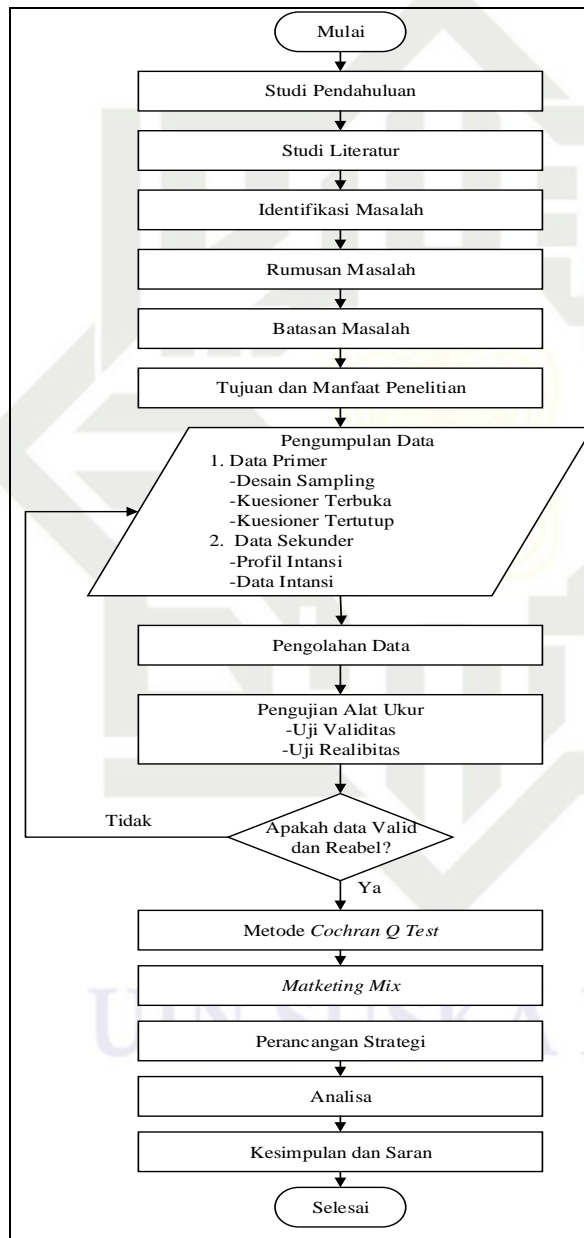 Mulai
Studi Pendahuluan
Studi Literatur
Identifikasi Masalah
Rumusan Masalah
Batasan Masalah
Tujuan dan Manfaat Penelitian
Pengumpulan Data
1. Data Primer
-Desain Sampling
-Kuesioner Terbuka
-Kuesioner Tertutup
2. Data Sekunder
-Profil Intansi
-Data Intansi
Pengolahan Data
Pengujian Alat Ukur
-Uji Validitas
-Uji Realibitas
Tidak
Apakah data Valid
dan Reabel?
Ya
Metode Cochran Q Test
Matketing Mix
UIN SUSKA
Perancangan Strategi
Analisa
Kesimpulan dan Saran
Selesai